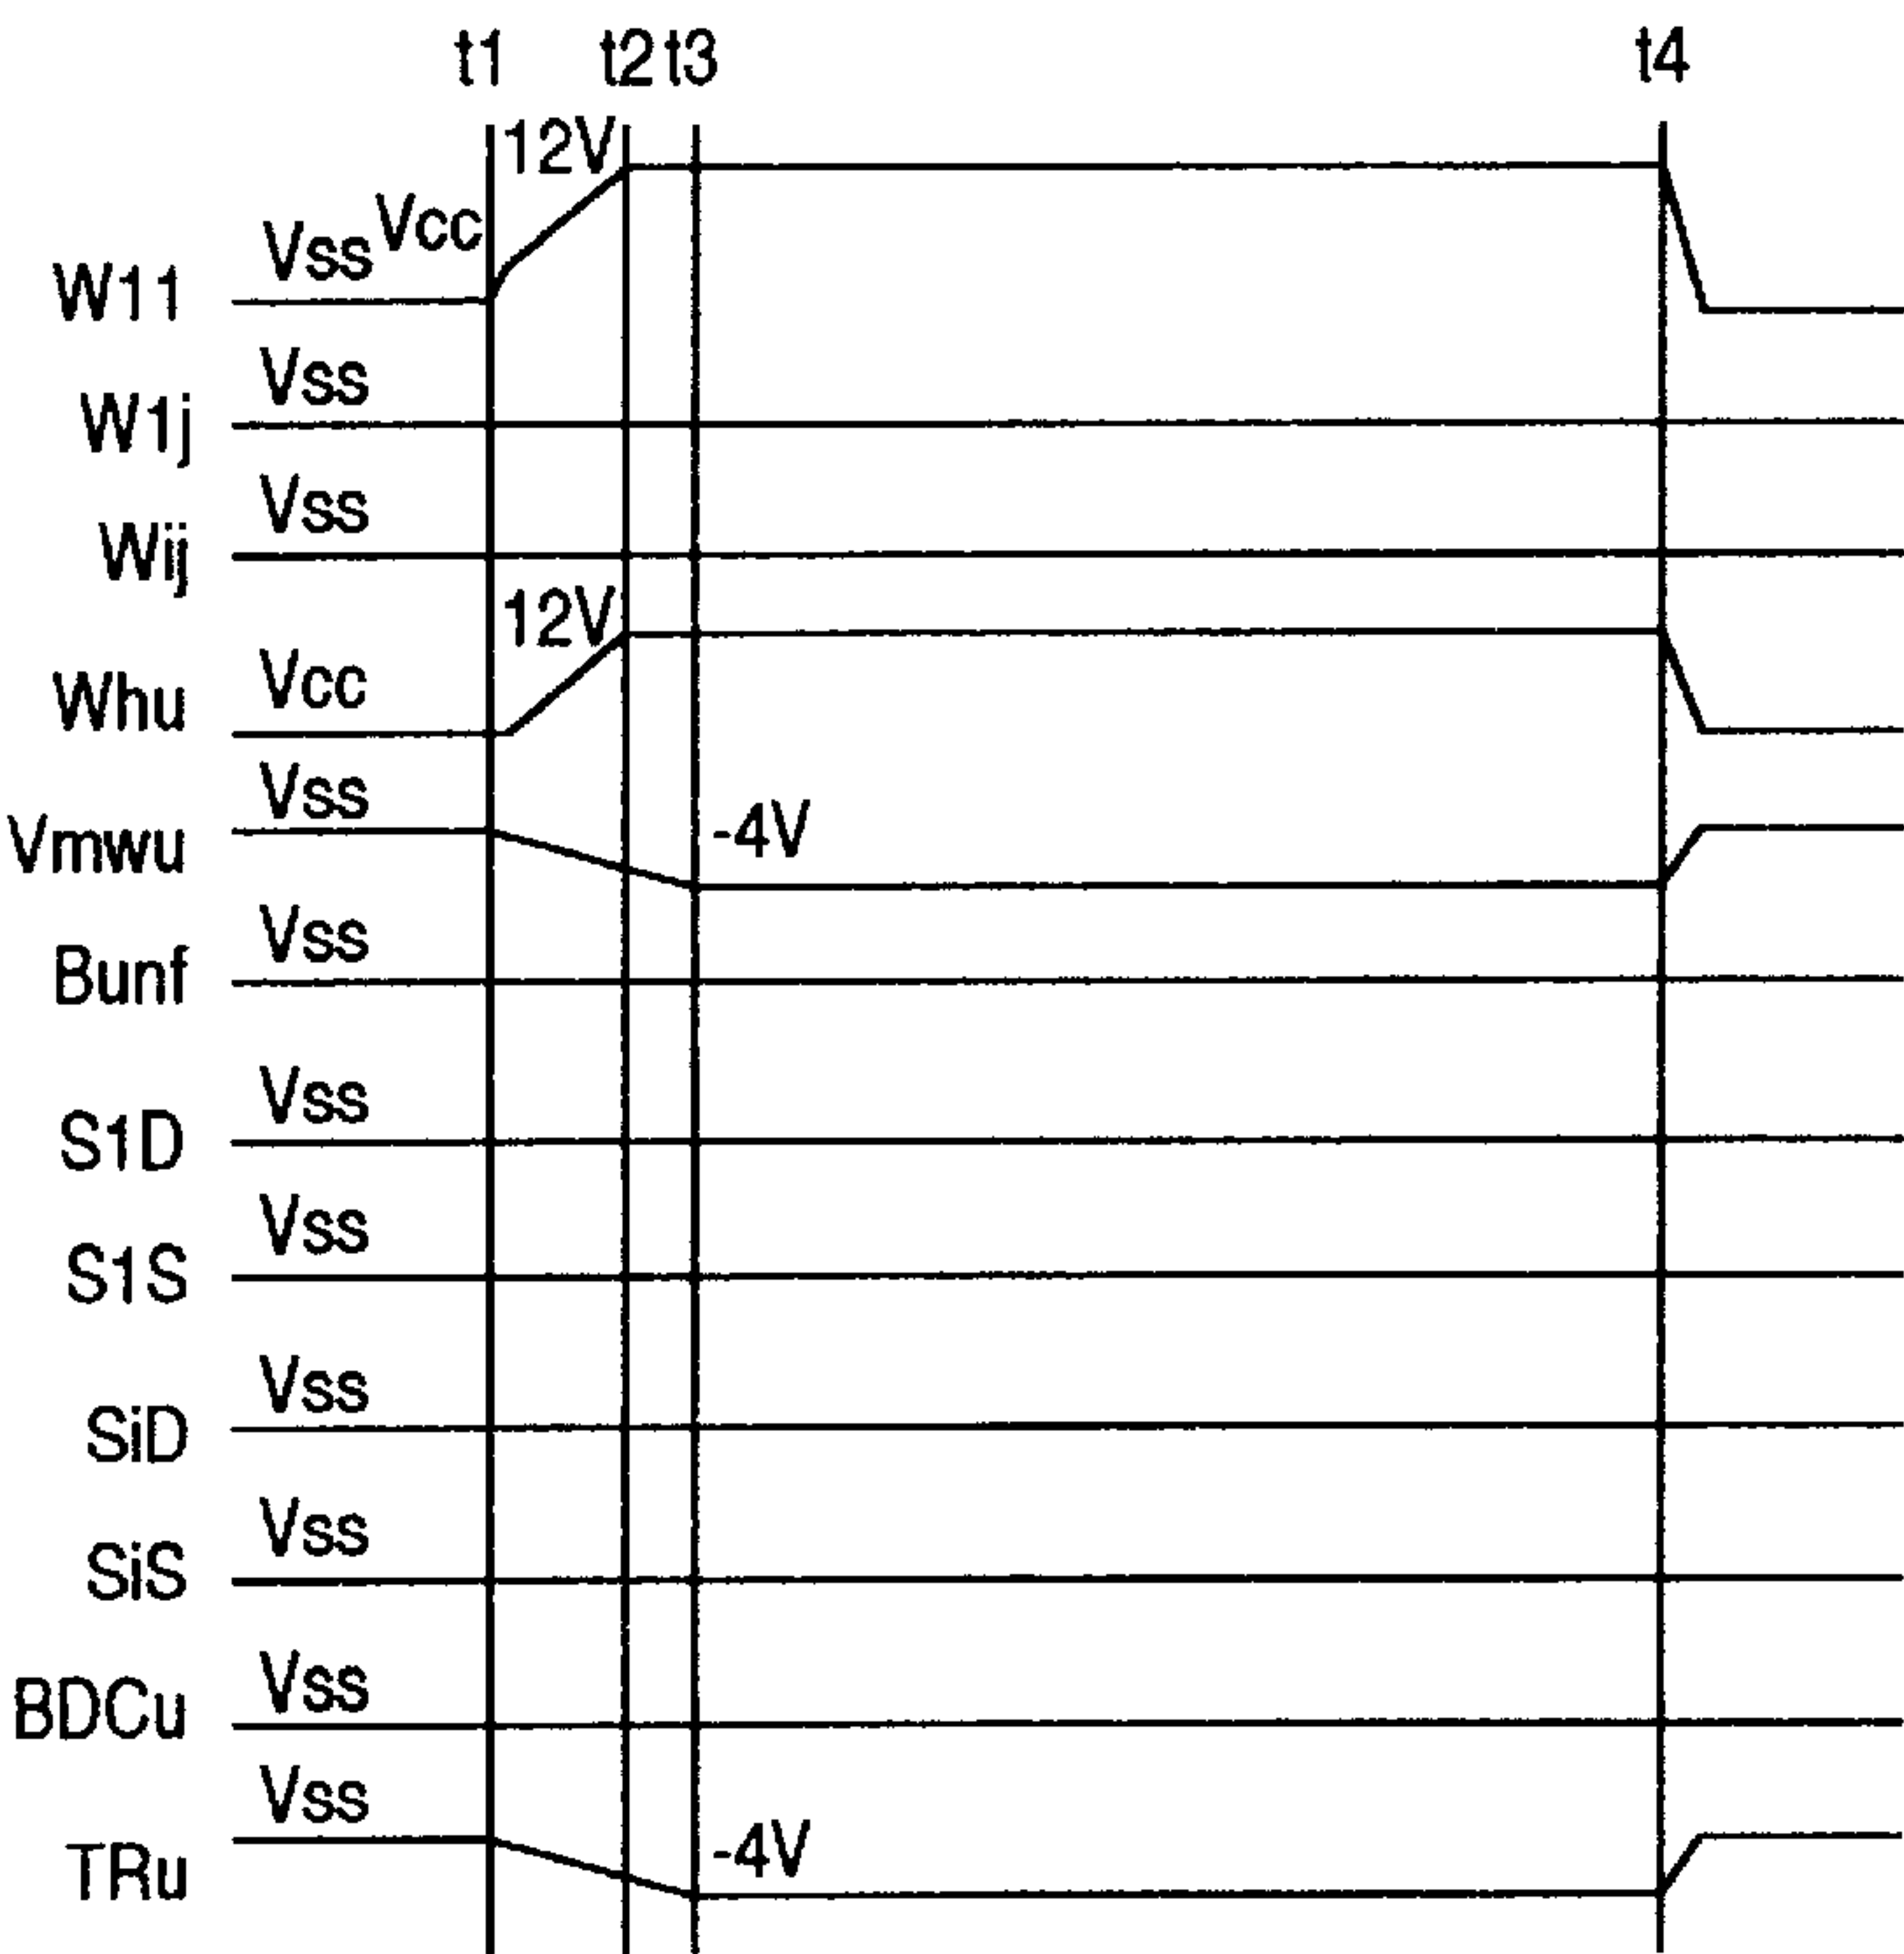 t1 t2 t3 t4
12V
Vss Vcc
W11
Vss
W1j
Vss
Wij
12V
Vcc
Whu
Vss
Vmwu -4V
Vss
Bunf
Vss
S1D
Vss
S1S
Vss
SiD
Vss
SiS
Vss
BDCu
Vss
TRu -4V